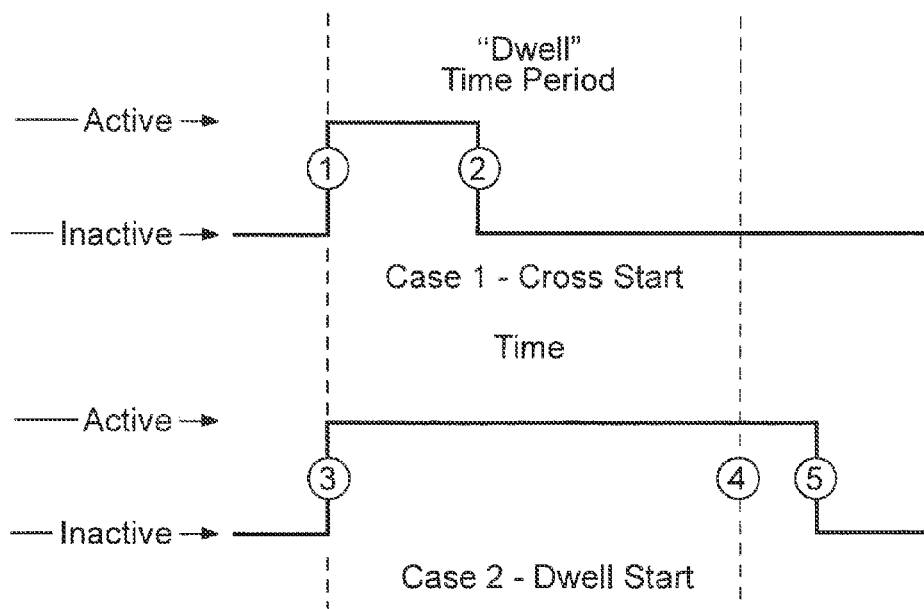 “Dwell”
Time Period
Active
1
2
Inactive
Case 1 - Cross Start
Time
Active
3
4
5
Inactive
Case 2 - Dwell Start